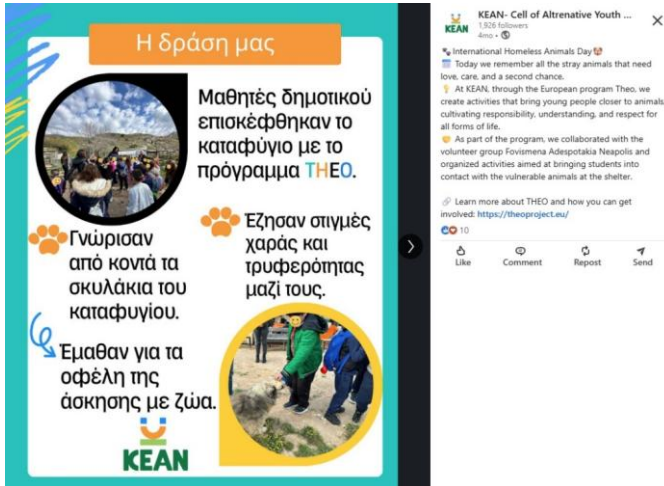 Η δράση μας
Μαθητές δημοτικού
επισκέφθηκαν το
καταφύγιο με το
πρόγραμμα THEO.
Γνώρισαν
από κοντά τα
σκυλάκια του
καταφυγίου.
Έζησαν στιγμές
χαράς και
τρυφερότητας
μαζί τους.
Έμαθαν για τα
οφέλη της
άσκησης με ζώα.
KEAN
KEAN
KEAN- Cell of Altrenative Youth ...
1,926 followers
4mo •
🐾International Homeless Animals Day🐶
🗓️ Today we remember all the stray animals that need
love, care, and a second chance.
💡 At KEAN, through the European program Theo, we
create activities that bring young people closer to animals
cultivating responsibility, understanding, and respect for
all forms of life.
🤝 As part of the program, we collaborated with the
volunteer group Fovismena Adespotakia Neapolis and
organized activities aimed at bringing students into
contact with the vulnerable animals at the shelter.
🔗 Learn more about THEO and how you can get
involved: https://theoproject.eu/
10
Like Comment Repost Send